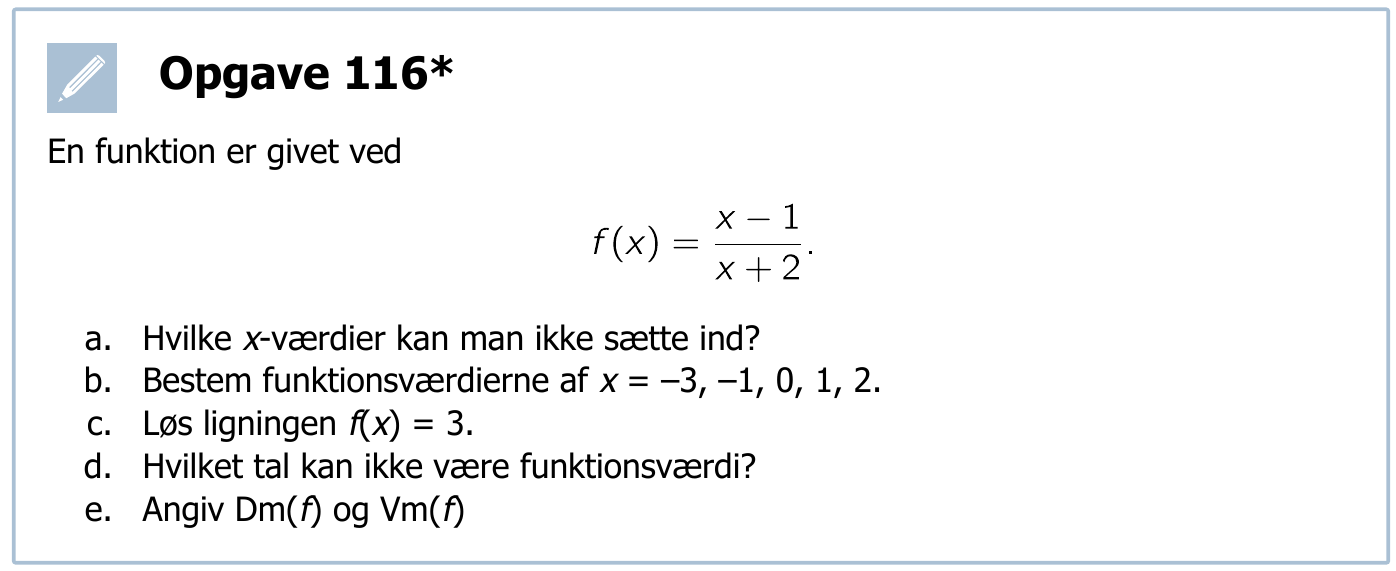 Opgave 116*
En funktion er givet ved
f(x) = \frac{x − 1}{x + 2}.
a. Hvilke x-værdier kan man ikke sætte ind?
b. Bestem funktionsværdierne af x = –3, –1, 0, 1, 2.
c. Løs ligningen f(x) = 3.
d. Hvilket tal kan ikke være funktionsværdi?
e. Angiv Dm(f) og Vm(f)